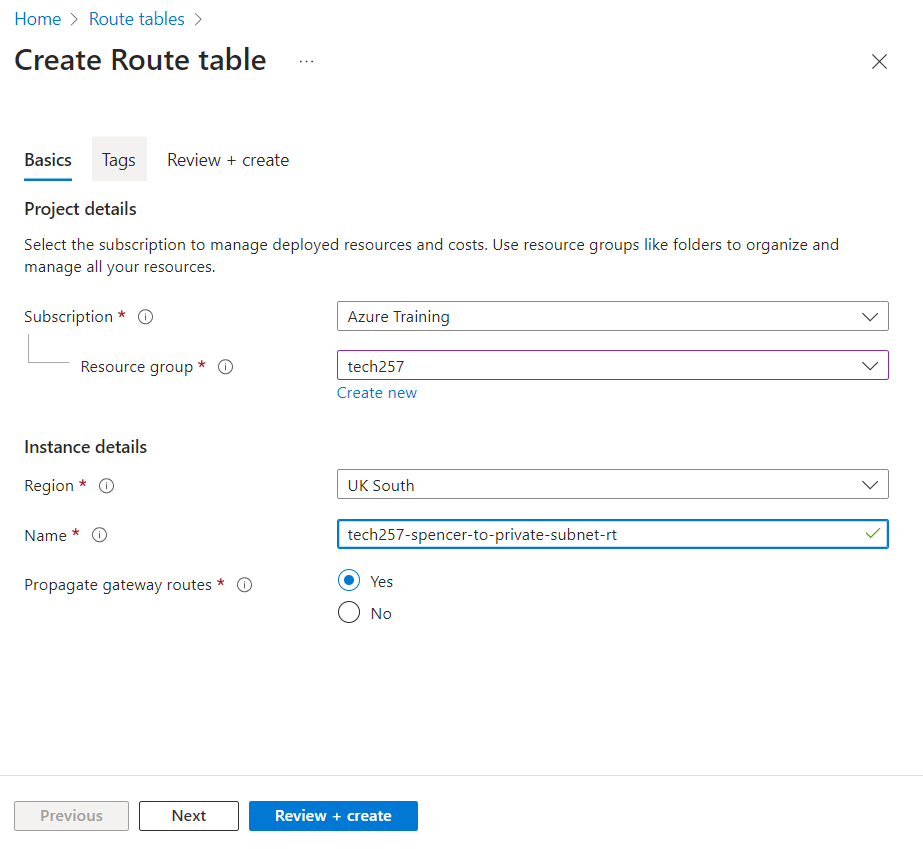 Home > Route tables >
Create Route table ...
Basics Tags Review + create
Project details
Select the subscription to manage deployed resources and costs. Use resource groups like folders to organize and
manage all your resources.
Subscription * Azure Training
Resource group * tech257
Create new
Instance details
Region * UK South
Name * tech257-spencer-to-private-subnet-rt
Propagate gateway routes * Yes
No
Previous Next Review + create